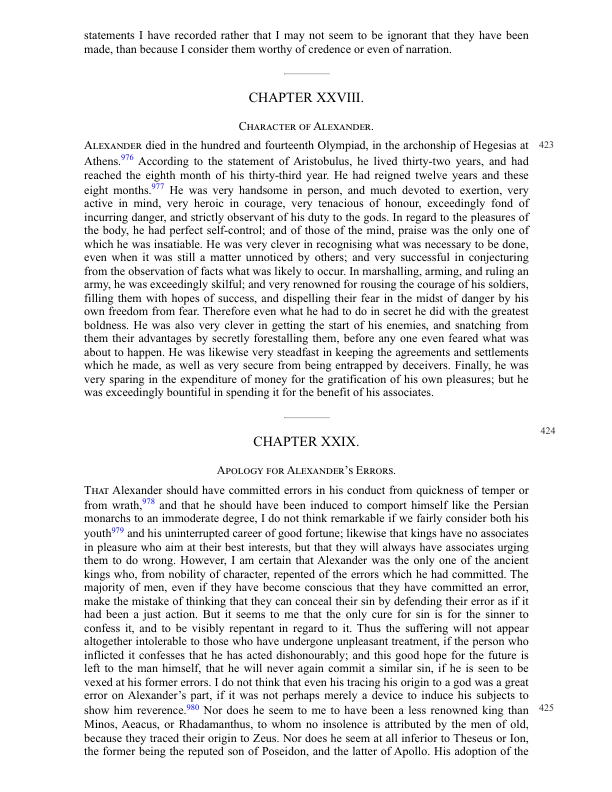 statements I have recorded rather that I may not seem to be ignorant that they have been
made, than because I consider them worthy of credence or even of narration.
CHAPTER XXVIII.
Character of Alexander.
Alexander died in the hundred and fourteenth Olympiad, in the archonship of Hegesias at 423
Athens.976 According to the statement of Aristobulus, he lived thirty-two years, and had
reached the eighth month of his thirty-third year. He had reigned twelve years and these
eight months.977 He was very handsome in person, and much devoted to exertion, very
active in mind, very heroic in courage, very tenacious of honour, exceedingly fond of
incurring danger, and strictly observant of his duty to the gods. In regard to the pleasures of
the body, he had perfect self-control; and of those of the mind, praise was the only one of
which he was insatiable. He was very clever in recognising what was necessary to be done,
even when it was still a matter unnoticed by others; and very successful in conjecturing
from the observation of facts what was likely to occur. In marshalling, arming, and ruling an
army, he was exceedingly skilful; and very renowned for rousing the courage of his soldiers,
filling them with hopes of success, and dispelling their fear in the midst of danger by his
own freedom from fear. Therefore even what he had to do in secret he did with the greatest
boldness. He was also very clever in getting the start of his enemies, and snatching from
them their advantages by secretly forestalling them, before any one even feared what was
about to happen. He was likewise very steadfast in keeping the agreements and settlements
which he made, as well as very secure from being entrapped by deceivers. Finally, he was
very sparing in the expenditure of money for the gratification of his own pleasures; but he
was exceedingly bountiful in spending it for the benefit of his associates.
424
CHAPTER XXIX.
Apology for Alexander's Errors.
That Alexander should have committed errors in his conduct from quickness of temper or
from wrath,978 and that he should have been induced to comport himself like the Persian
monarchs to an immoderate degree, I do not think remarkable if we fairly consider both his
youth979 and his uninterrupted career of good fortune; likewise that kings have no associates
in pleasure who aim at their best interests, but that they will always have associates urging
them to do wrong. However, I am certain that Alexander was the only one of the ancient
kings who, from nobility of character, repented of the errors which he had committed. The
majority of men, even if they have become conscious that they have committed an error,
make the mistake of thinking that they can conceal their sin by defending their error as if it
had been a just action. But it seems to me that the only cure for sin is for the sinner to
confess it, and to be visibly repentant in regard to it. Thus the suffering will not appear
altogether intolerable to those who have undergone unpleasant treatment, if the person who
inflicted it confesses that he has acted dishonourably; and this good hope for the future is
left to the man himself, that he will never again commit a similar sin, if he is seen to be
vexed at his former errors. I do not think that even his tracing his origin to a god was a great
error on Alexander's part, if it was not perhaps merely a device to induce his subjects to
show him reverence.980 Nor does he seem to me to have been a less renowned king than 425
Minos, Aeacus, or Rhadamanthus, to whom no insolence is attributed by the men of old,
because they traced their origin to Zeus. Nor does he seem at all inferior to Theseus or Ion,
the former being the reputed son of Poseidon, and the latter of Apollo. His adoption of the